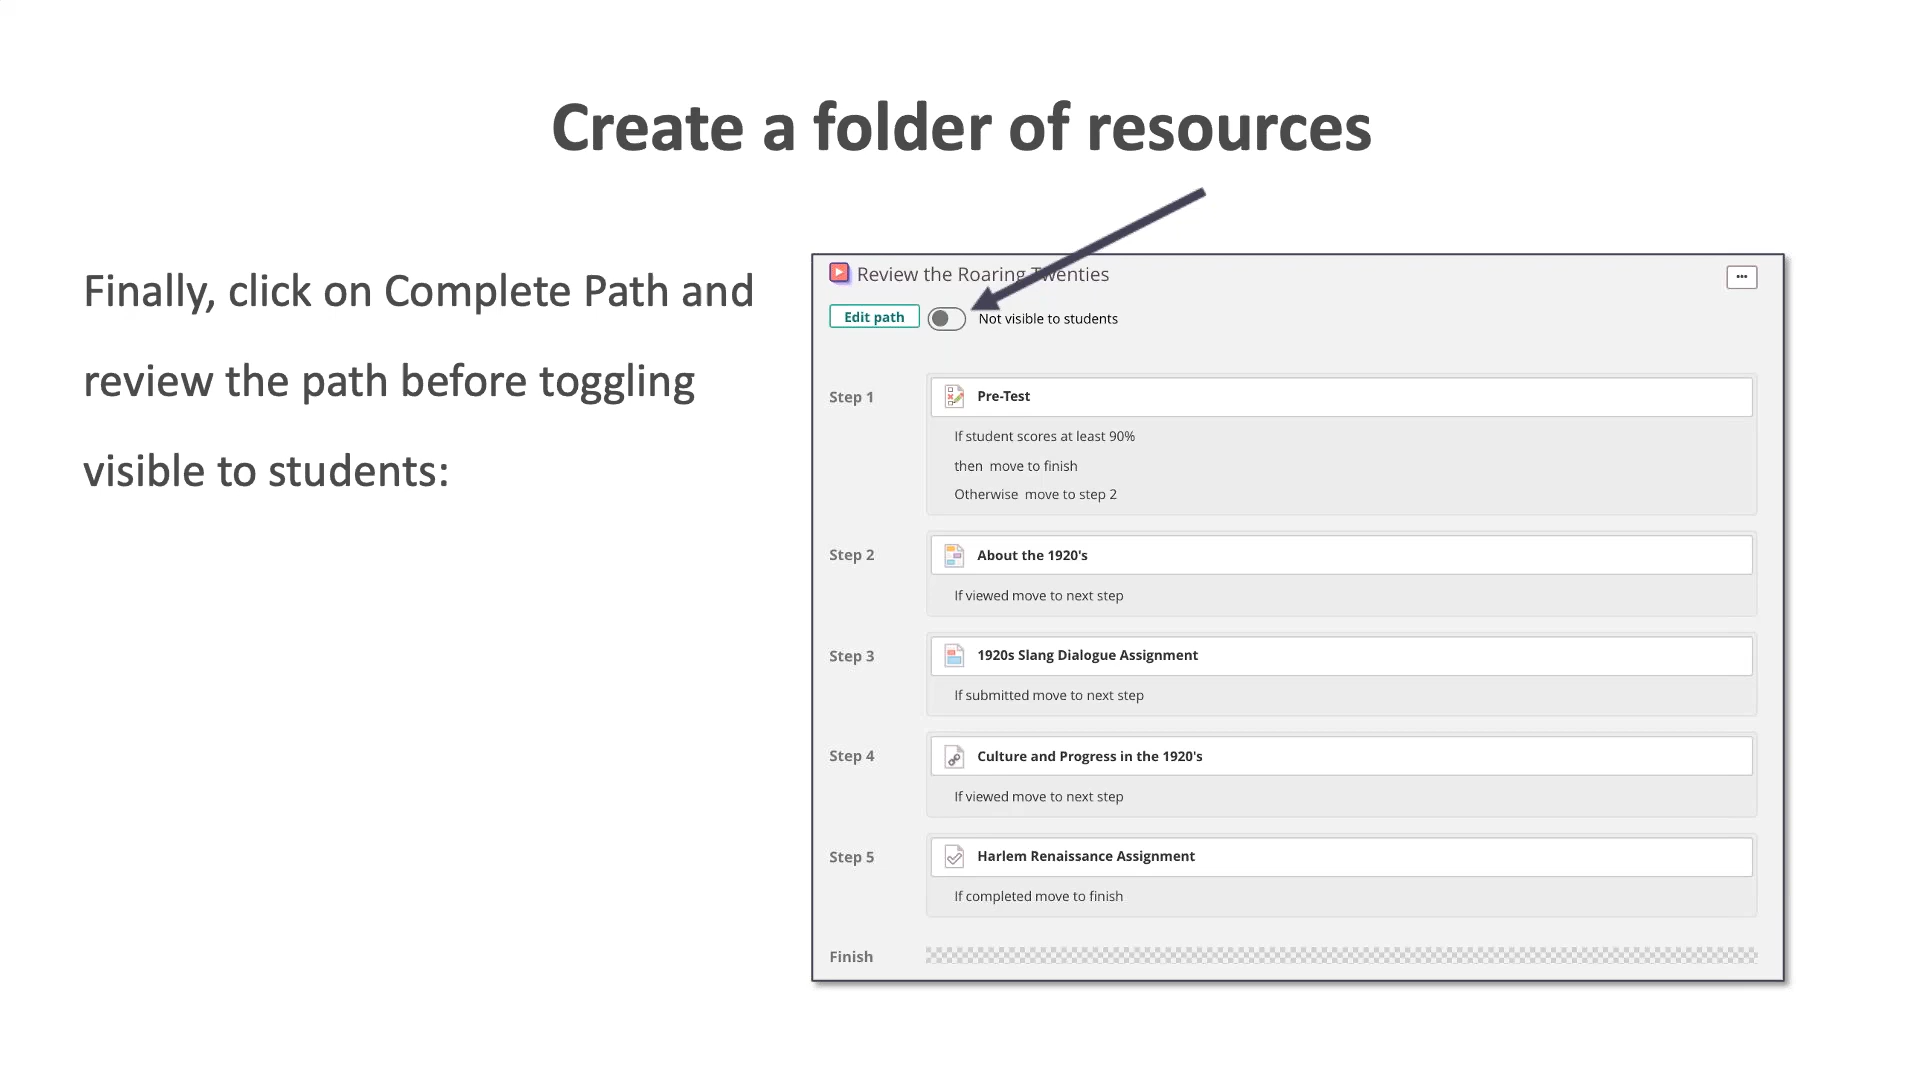 Create a folder of resources
Finally, click on Complete Path and
review the path before toggling
visible to students:
Review the Roaring Twenties
Edit path
Not visible to students
Step 1
Pre-Test
If student scores at least 90%
then move to finish
Otherwise move to step 2
Step 2
About the 1920's
If viewed move to next step
Step 3
1920s Slang Dialogue Assignment
If submitted move to next step
Step 4
Culture and Progress in the 1920's
If viewed move to next step
Step 5
Harlem Renaissance Assignment
If completed move to finish
Finish